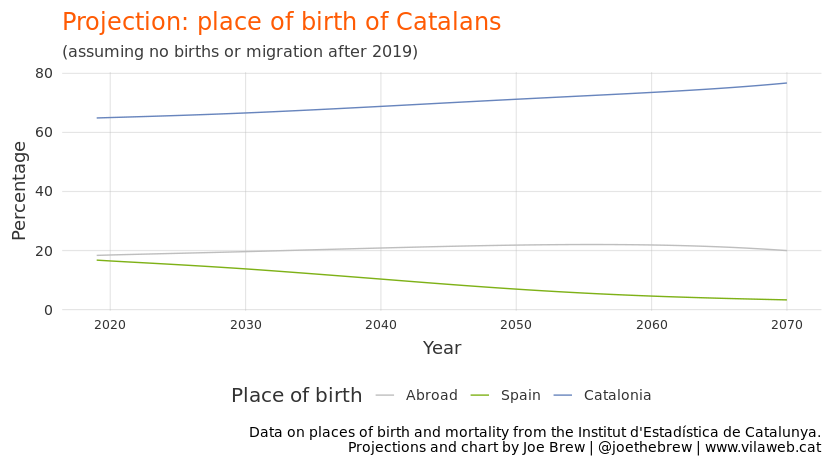 Projection: place of birth of Catalans
(assuming no births or migration after 2019)
Percentage
80
60
40
20
0
2020 2030 2040 2050 2060 2070
Year
Place of birth Abroad Spain Catalonia
Data on places of birth and mortality from the Institut d'Estadística de Catalunya.
Projections and chart by Joe Brew | @joethebrew | www.vilaweb.cat